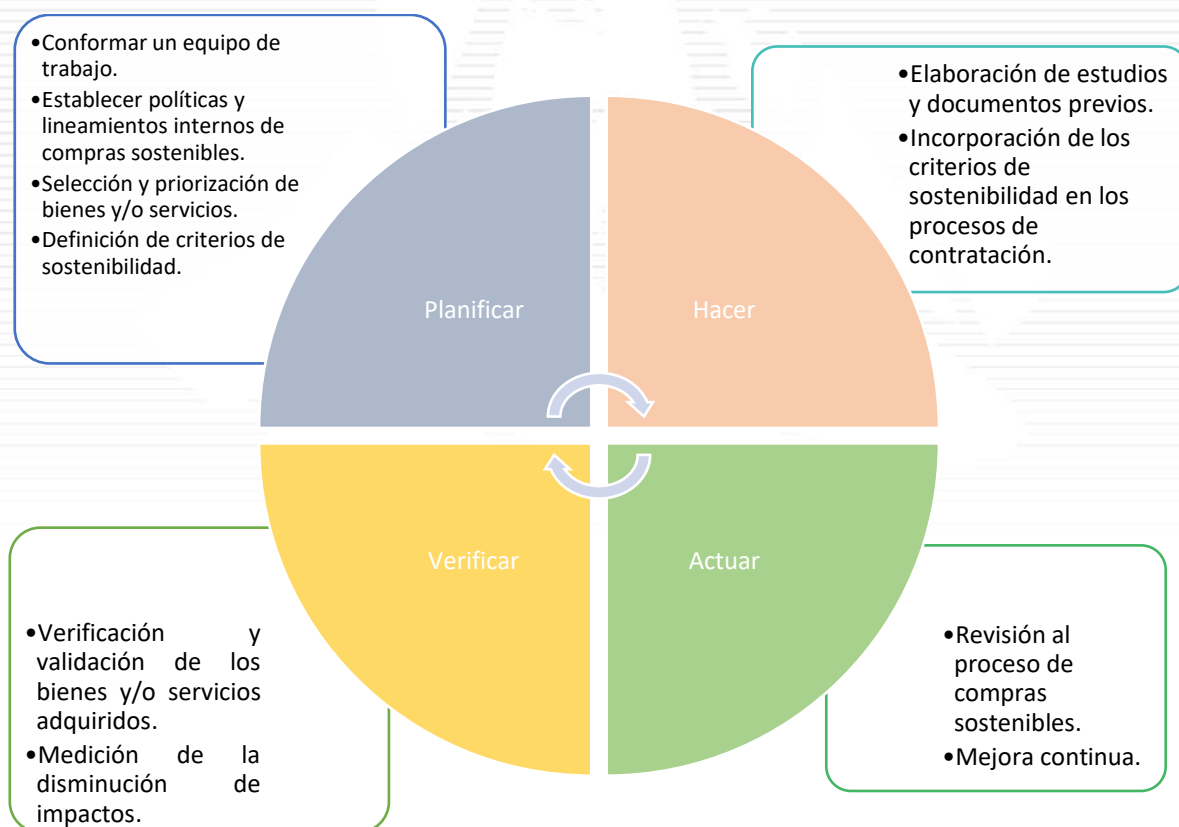 •Conformar un equipo de
trabajo.
•Establecer políticas y
lineamientos internos de
compras sostenibles.
•Selección y priorización de
bienes y/o servicios.
•Definición de criterios de
sostenibilidad.
•Elaboración de estudios
y documentos previos.
•Incorporación de los
criterios de
sostenibilidad en los
procesos de
contratación.
Planificar
Hacer
Verificar
Actuar
•Verificación y
validación de los
bienes y/o servicios
adquiridos.
•Medición de la
disminución de
impactos.
•Revisión al
proceso de
compras
sostenibles.
•Mejora continua.